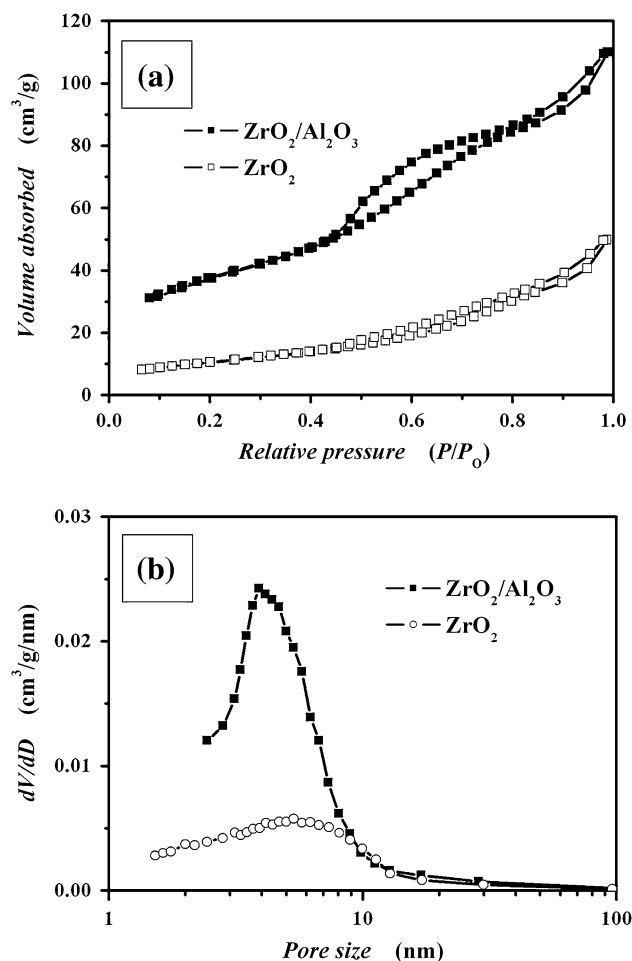 (a)
120
100
80
60
40
20
0
Volume absorbed (cm³/g)
ZrO₂/Al₂O₃
ZrO₂
0.0 0.2 0.4 0.6 0.8 1.0
Relative pressure (P/P₀)
(b)
0.03
0.02
0.01
0.00
dV/dD (cm³/g/nm)
ZrO₂/Al₂O₃
ZrO₂
1 10 100
Pore size (nm)